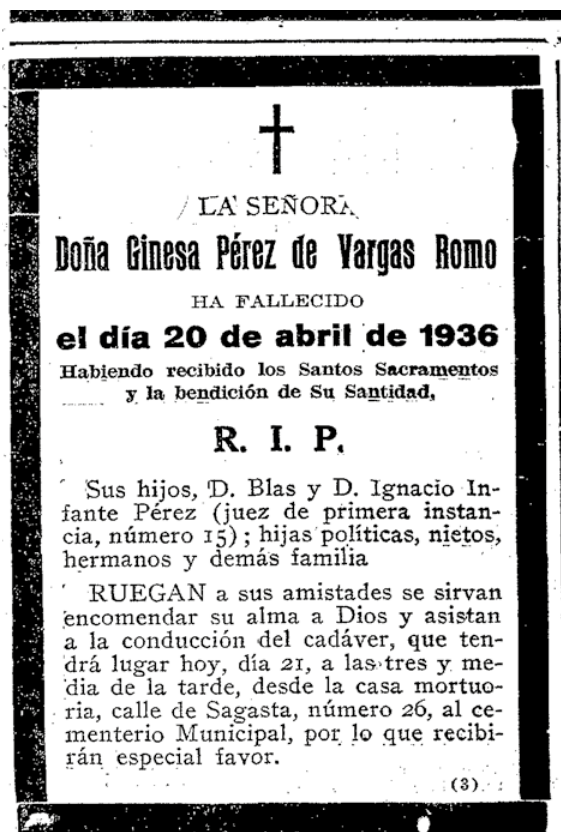 LA SEÑORA
Doña Ginesa Pérez de Vargas Romo
HA FALLECIDO
el día 20 de abril de 1936
Habiendo recibido los Santos Sacramentos
y la bendición de Su Santidad,
R. I. P.
Sus hijos, D. Blas y D. Ignacio In-
fante Pérez (juez de primera instan-
cia, número 15) ; hijas políticas, nietos,
hermanos y demás familia
RUEGAN a sus amistades se sirvan
encomendar su alma a Dios y asistan
a la conducción del cadáver, que ten-
drá lugar hoy, día 21, a las tres y me-
dia de la tarde, desde la casa mortuo-
ria, calle de Sagasta, número 26, al ce-
menterio Municipal, por lo que recibi-
rán especial favor.
(3)